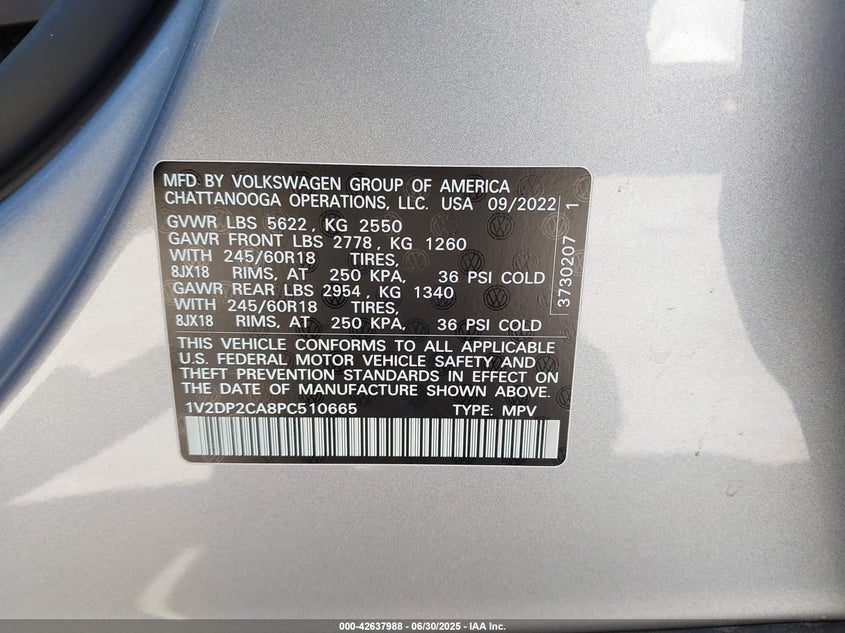 MFD BY VOLKSWAGEN GROUP OF AMERICA
CHATTANOOGA OPERATIONS, LLC. USA 09/2022
GVWR LBS 5622 , KG 2550
GAWR FRONT LBS 2778 , KG 1260
WITH 245/60R18 TIRES,
8JX18 RIMS, AT 250 KPA, 36 PSI COLD
GAWR REAR LBS 2954 , KG 1340
WITH 245/60R18 TIRES,
8JX18 RIMS, AT 250 KPA, 36 PSI COLD
3730207 1
THIS VEHICLE CONFORMS TO ALL APPLICABLE
U.S. FEDERAL MOTOR VEHICLE SAFETY AND
THEFT PREVENTION STANDARDS IN EFFECT ON
THE DATE OF MANUFACTURE SHOWN ABOVE.
1V2DP2CA8PC510665 TYPE: MPV
000-42637988 - 06/30/2025 - IAA Inc.